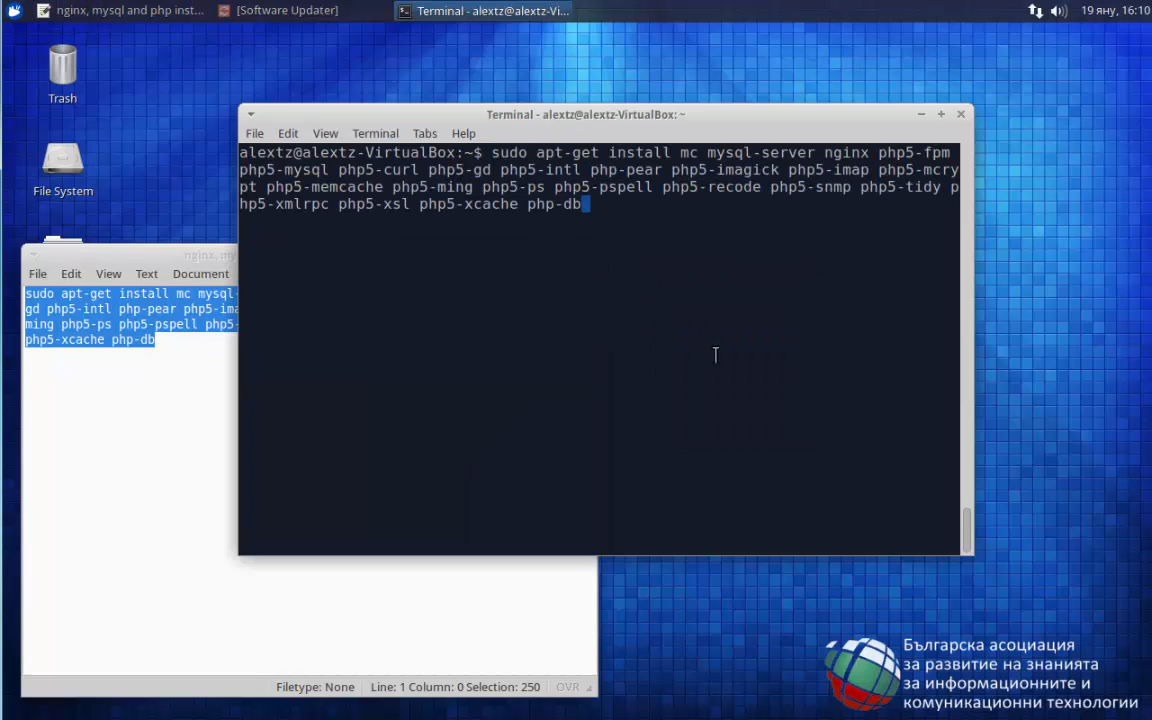 nginx, mysql and php inst...
[Software Updater]
Terminal - alextz@alextz-Vi...
19 яну, 16:10
Trash
File System
Terminal - alextz@alextz-VirtualBox: ~
File Edit View Terminal Tabs Help
alextz@alextz-VirtualBox:~$ sudo apt-get install mc mysql-server nginx php5-fpm
php5-mysql php5-curl php5-gd php5-intl php-pear php5-imagick php5-imap php5-mcry
pt php5-memcache php5-ming php5-ps php5-pspell php5-recode php5-snmp php5-tidy p
hp5-xmlrpc php5-xsl php5-xcache php-db
nginx, my
File Edit View Text Document
sudo apt-get install mc mysql-
gd php5-intl php-pear php5-ima
ming php5-ps php5-pspell php5-
php5-xcache php-db
Filetype: None Line: 1 Column: 0 Selection: 250 OVR
Българска асоциация
за развитие на знанията
за информационните и
комуникационни технологии